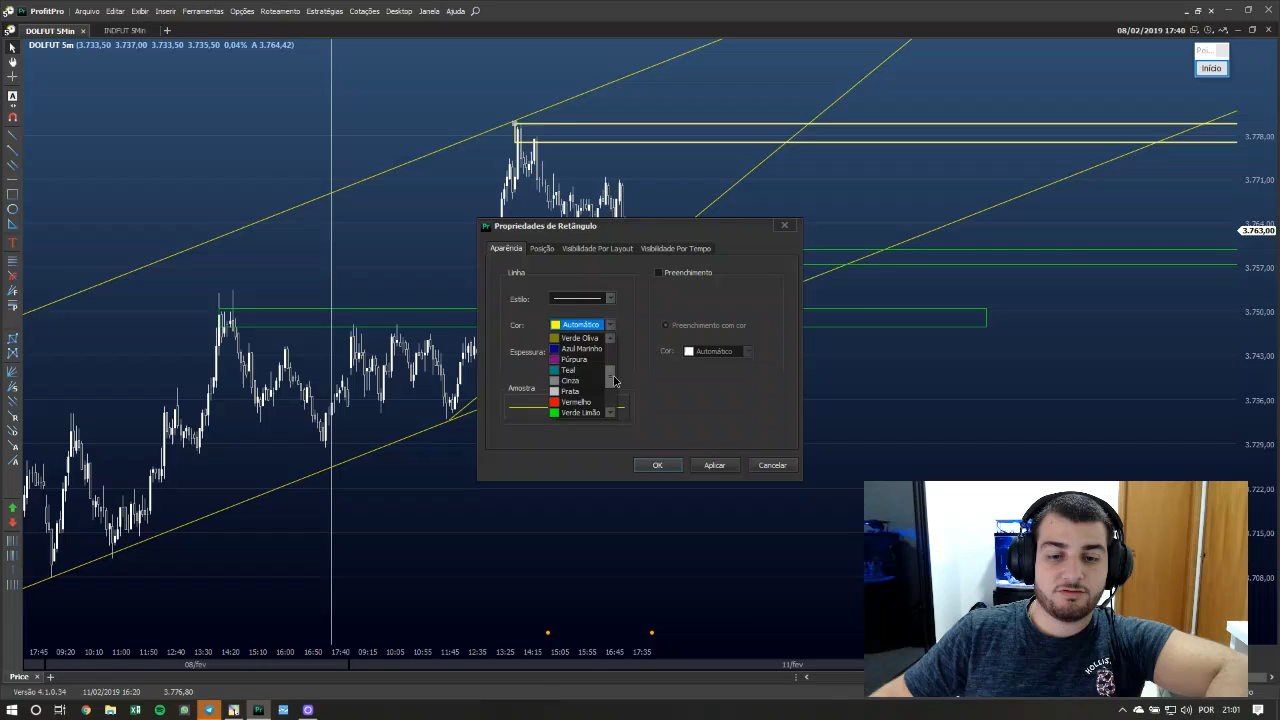 ProfitPro
Arquivo Editar Exibir Inserir Ferramentas Opções Roteamento Estratégias Cotações Desktop Janela Ajuda
DOLFUT 5Min
INDFUT 5Min
08/02/2019 17:40
DOLFUT 5m (3.733,50 3.737,00 3.733,50 3.735,50 0,04% A 3.764,42)
Poi...
Início
3.778,00
3.771,00
3.764,00
3.763,00
3.757,00
3.750,00
3.743,00
3.736,00
3.729,00
3.722,00
3.715,00
3.708,00
Propriedades de Retângulo
Aparência Posição Visibilidade Por Layout Visibilidade Por Tempo
Linha
Preenchimento
Estilo:
Cor: Automático
Preenchimento com cor
Verde Oliva
Azul Marinho
Espessura:
Cor: Automático
Púrpura
Teal
Cinza
Amostra
Prata
Vermelho
Verde Limão
OK
Aplicar
Cancelar
HOLLIST
17:45 09:20 10:10 11:00 11:50 12:40 13:30 14:20 15:10 16:00 16:50 17:40 09:15 10:05 10:55 11:45 12:35 13:25 14:15 15:05 15:55 16:45 17:35
08/fev
11/fev
Price
Versão 4.1.0.34 11/02/2019 16:20 3.776,80
POR 21:01